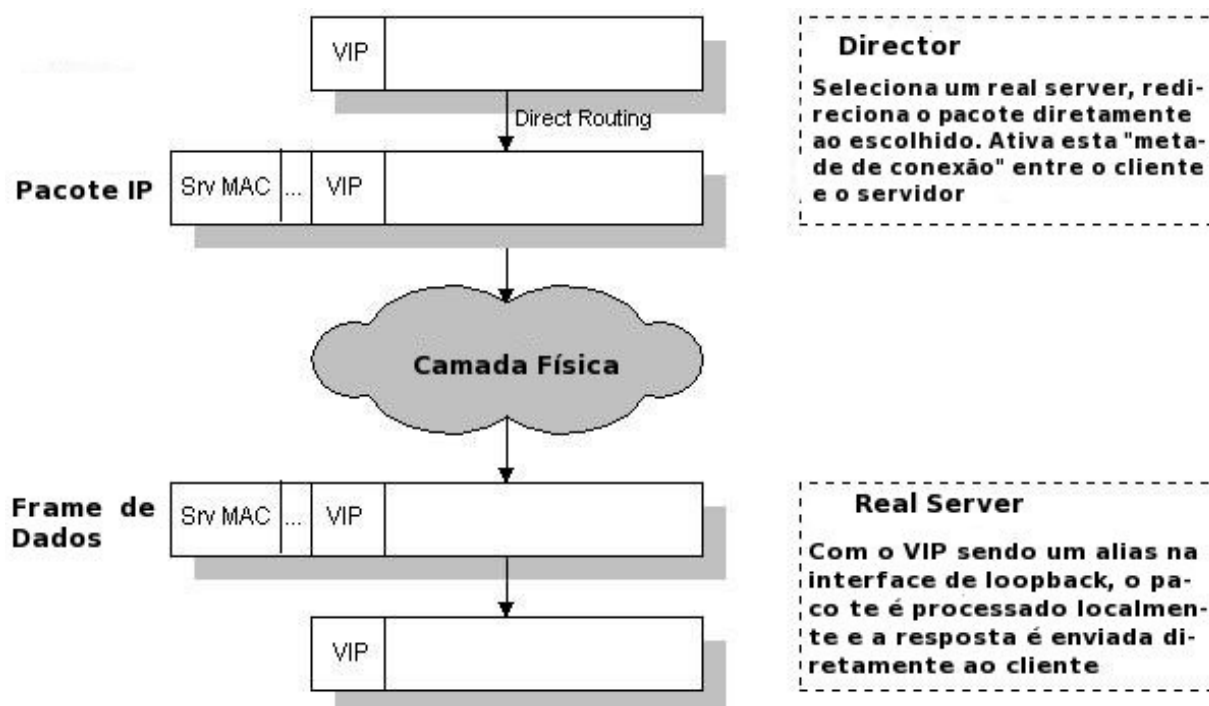 VIP
Direct Routing
Pacote IP
Srv MAC ... VIP
Camada Física
Frame de
Dados
Srv MAC ... VIP
VIP
Director
Seleciona um real server, redi-
reciona o pacote diretamente
ao escolhido. Ativa esta "meta-
de de conexão" entre o cliente
e o servidor
Real Server
Com o VIP sendo um alias na
interface de loopback, o pa-
co te é processado localmen-
te e a resposta é enviada di-
retamente ao cliente